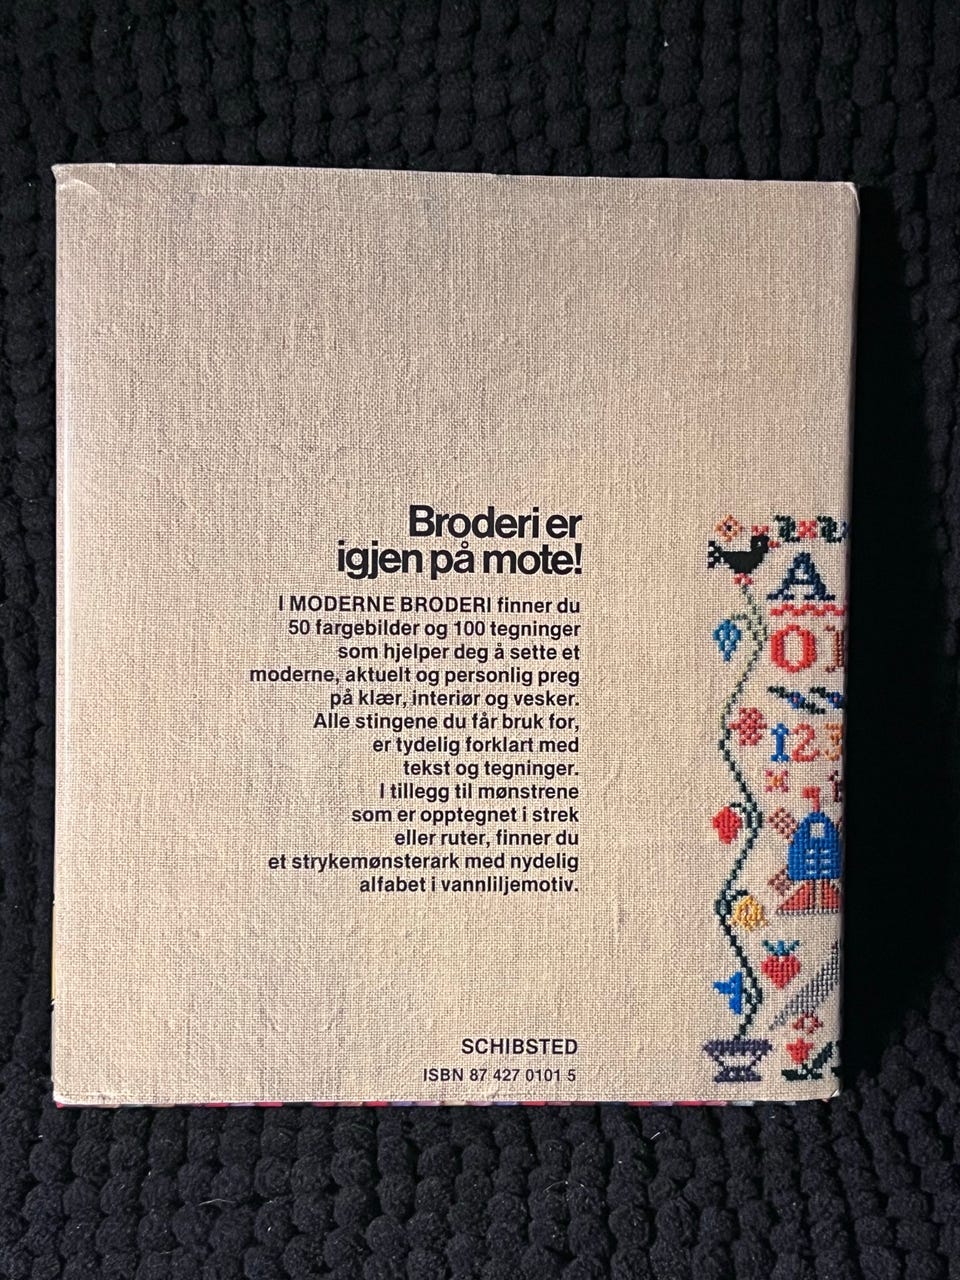 Broderi er
igjen på mote!
I MODERNE BRODERI finner du
50 fargebilder og 100 tegninger
som hjelper deg å sette et
moderne, aktuelt og personlig preg
på klær, interiør og vesker.
Alle stingene du får bruk for,
er tydelig forklart med
tekst og tegninger.
I tillegg til mønstrene
som er opptegnet i strek
eller ruter, finner du
et strykemønsterark med nydelig
alfabet i vannliljemotiv.
SCHIBSTED
ISBN 87 427 0101 5
A
O
123